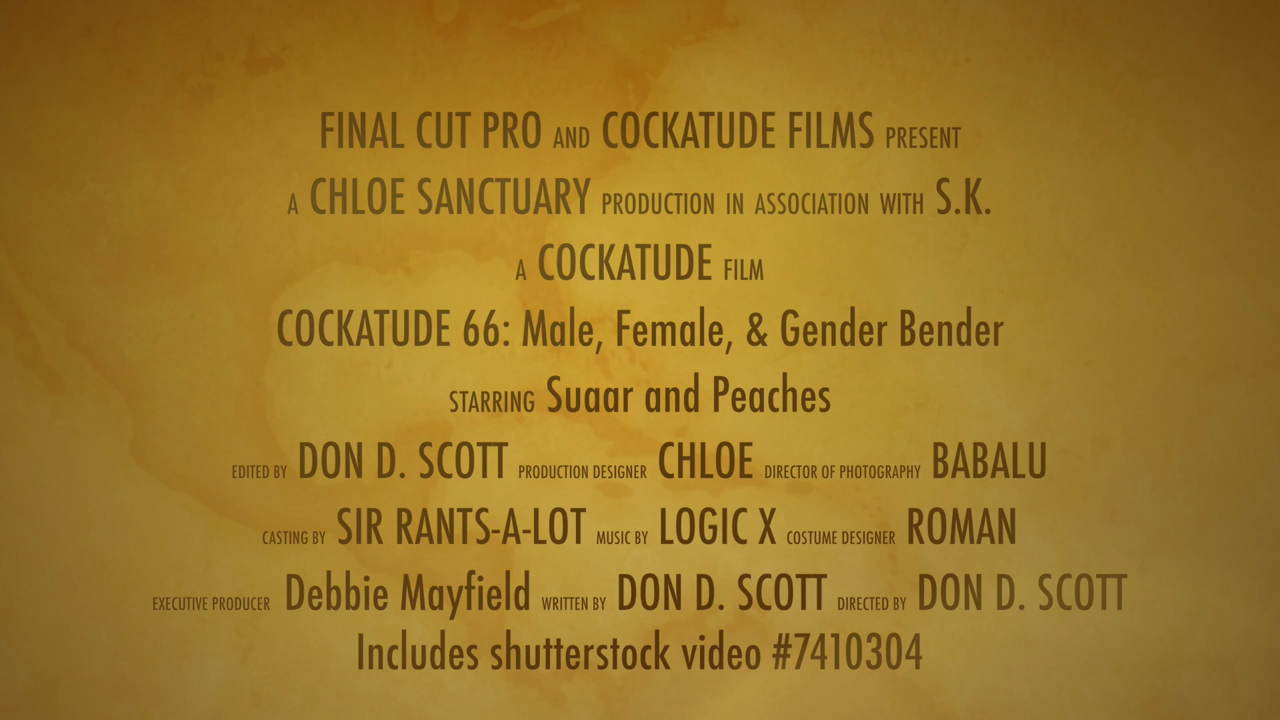 FINAL CUT PRO AND COCKATUDE FILMS PRESENT
A CHLOE SANCTUARY PRODUCTION IN ASSOCIATION WITH S.K.
A COCKATUDE FILM
COCKATUDE 66: Male, Female, & Gender Bender
STARRING Sugar and Peaches
EDITED BY DON D. SCOTT PRODUCTION DESIGNER CHLOE DIRECTOR OF PHOTOGRAPHY BABALU
CASTING BY SIR RANTS-A-LOT MUSIC BY LOGIC X COSTUME DESIGNER ROMAN
EXECUTIVE PRODUCER Debbie Mayfield WRITTEN BY DON D. SCOTT DIRECTED BY DON D. SCOTT
Includes shutterstock video #7410304